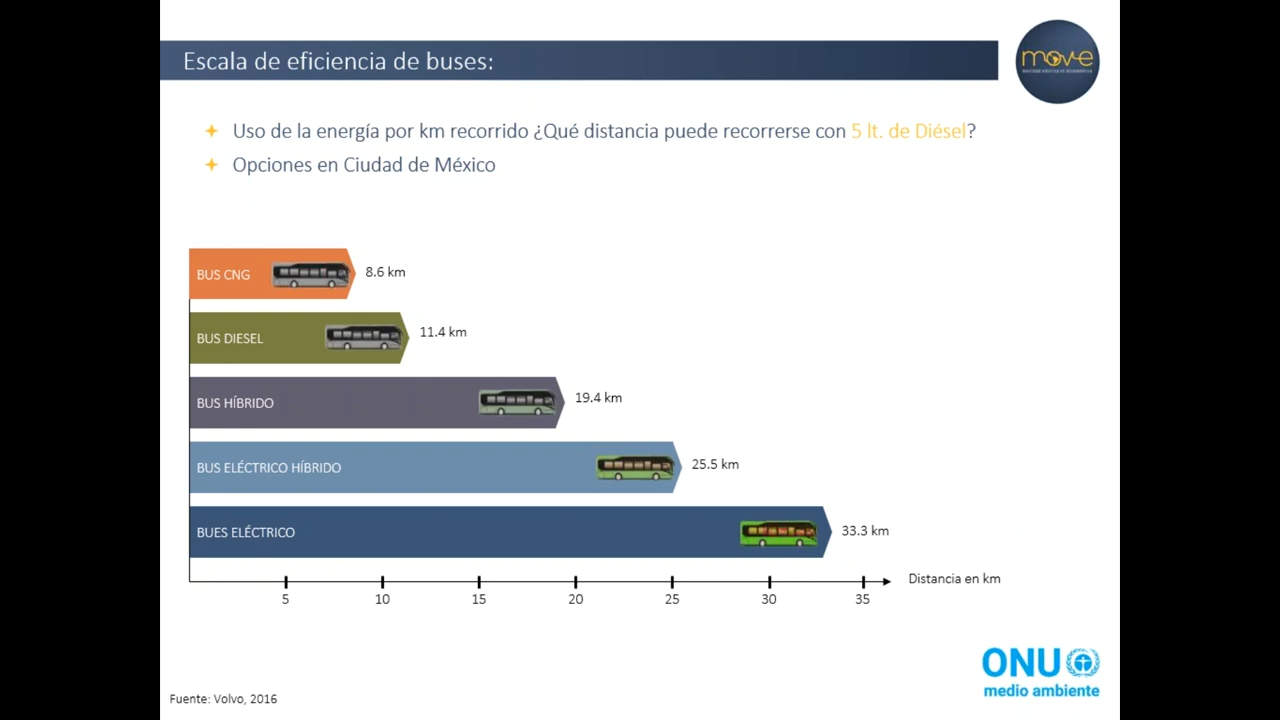 Escala de eficiencia de buses:
move
Uso de la energía por km recorrido ¿Qué distancia puede recorrerse con 5 lt. de Diésel?
Opciones en Ciudad de México
BUS CNG
8.6 km
BUS DIESEL
11.4 km
BUS HÍBRIDO
19.4 km
BUS ELÉCTRICO HÍBRIDO
25.5 km
BUES ELÉCTRICO
33.3 km
5 10 15 20 25 30 35
Distancia en km
ONU
medio ambiente
Fuente: Volvo, 2016